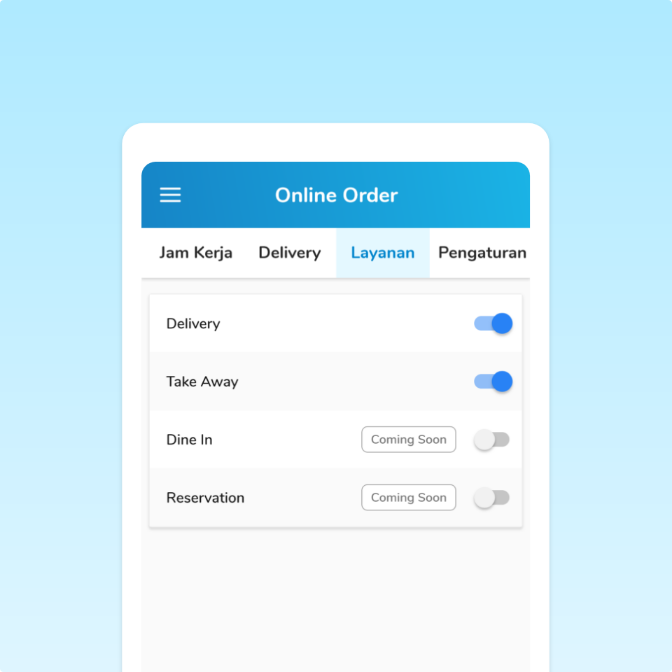 Online Order
Jam Kerja Delivery Layanan Pengaturan
Delivery
Take Away
Dine In Coming Soon
Reservation Coming Soon